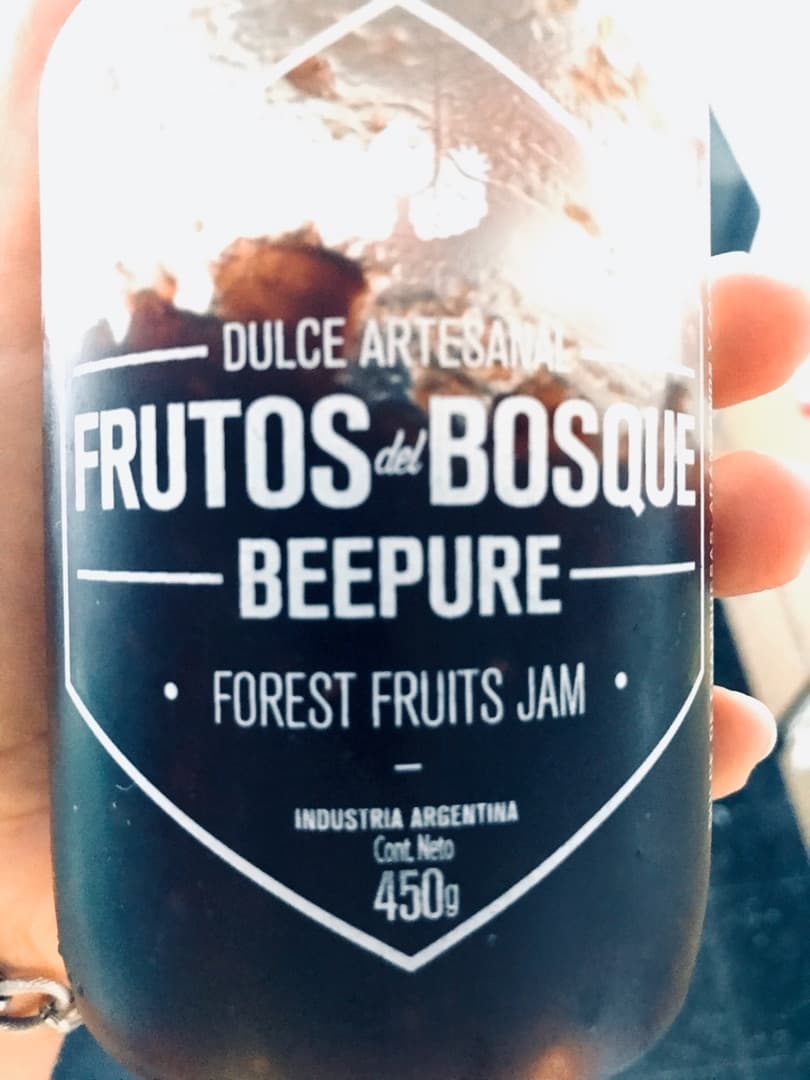 DULCE ARTESANAL
FRUTOS del BOSQUE
BEEPURE
• FOREST FRUITS JAM •
INDUSTRIA ARGENTINA
Cont. Neto
450g